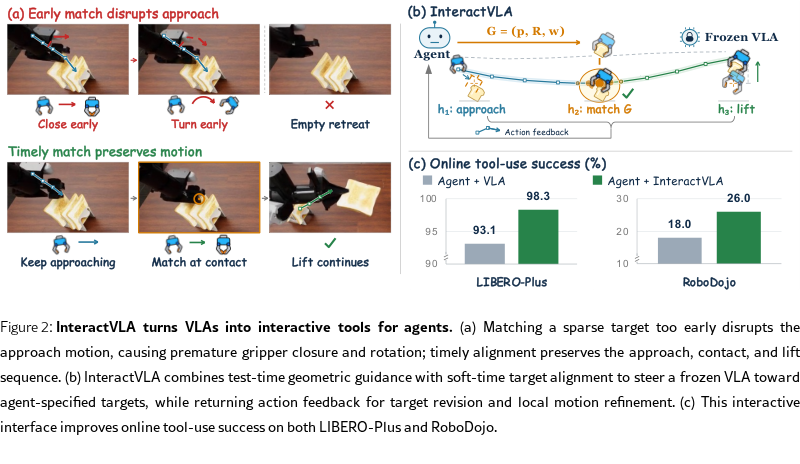 (a) Early match disrupts approach
Close early
Turn early
Empty retreat
Timely match preserves motion
Keep approaching
Match at contact
Lift continues
(b) InteractVLA
Agent
G = (p, R, w)
Frozen VLA
h₁: approach
h₂: match G
h₃: lift
Action feedback
(c) Online tool-use success (%)
Agent + VLA
Agent + InteractVLA
100
95
90
93.1
98.3
LIBERO-Plus
30
20
10
18.0
26.0
RoboDojo
Figure 2: InteractVLA turns VLAs into interactive tools for agents. (a) Matching a sparse target too early disrupts the
approach motion, causing premature gripper closure and rotation; timely alignment preserves the approach, contact, and lift
sequence. (b) InteractVLA combines test-time geometric guidance with soft-time target alignment to steer a frozen VLA toward
agent-specified targets, while returning action feedback for target revision and local motion refinement. (c) This interactive
interface improves online tool-use success on both LIBERO-Plus and RoboDojo.